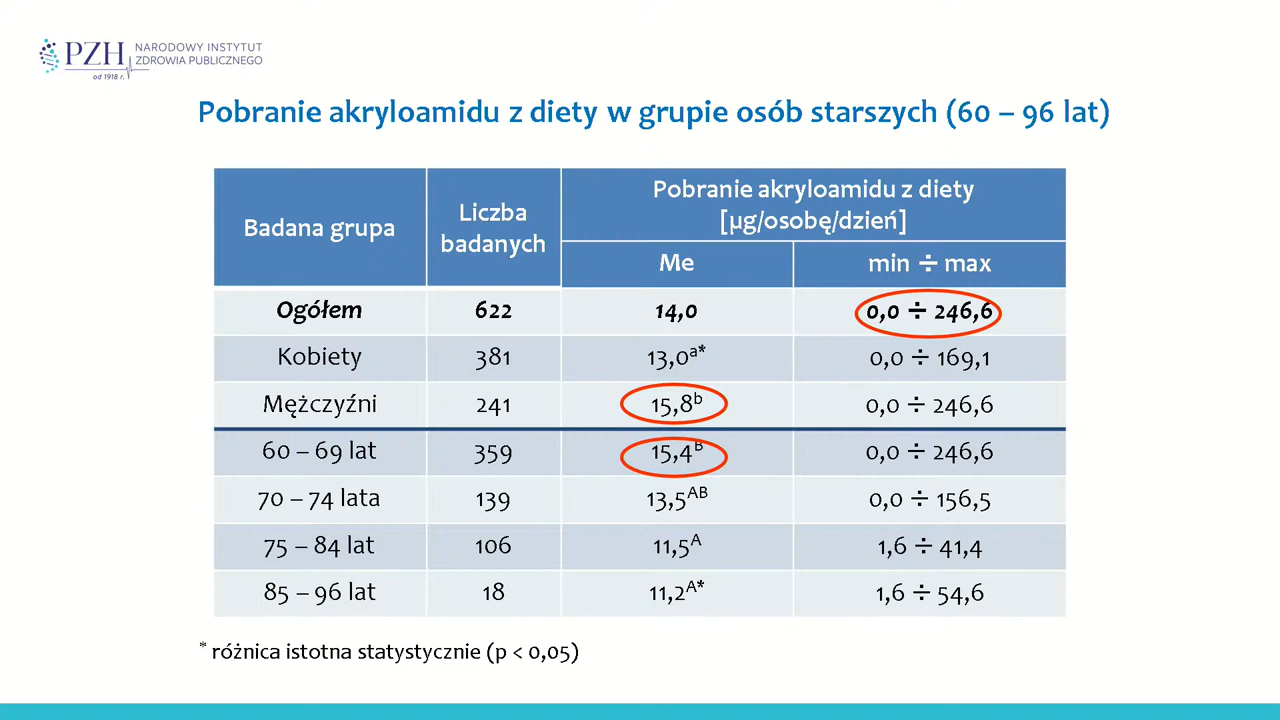 PZH NARODOWY INSTYTUT
ZDROWIA PUBLICZNEGO
od 1918 r.
Pobranie akryloamidu z diety w grupie osób starszych (60 – 96 lat)
Badana grupa
Liczba
badanych
Pobranie akryloamidu z diety
[µg/osobę/dzień]
Me min ÷ max
Ogółem 622 14,0 0,0 ÷ 246,6
Kobiety 381 13,0ᵃ* 0,0 ÷ 169,1
Mężczyźni 241 15,8ᵇ 0,0 ÷ 246,6
60 – 69 lat 359 15,4ᴮ 0,0 ÷ 246,6
70 – 74 lata 139 13,5ᴬᴮ 0,0 ÷ 156,5
75 – 84 lat 106 11,5ᴬ 1,6 ÷ 41,4
85 – 96 lat 18 11,2ᴬ* 1,6 ÷ 54,6
* różnica istotna statystycznie (p < 0,05)